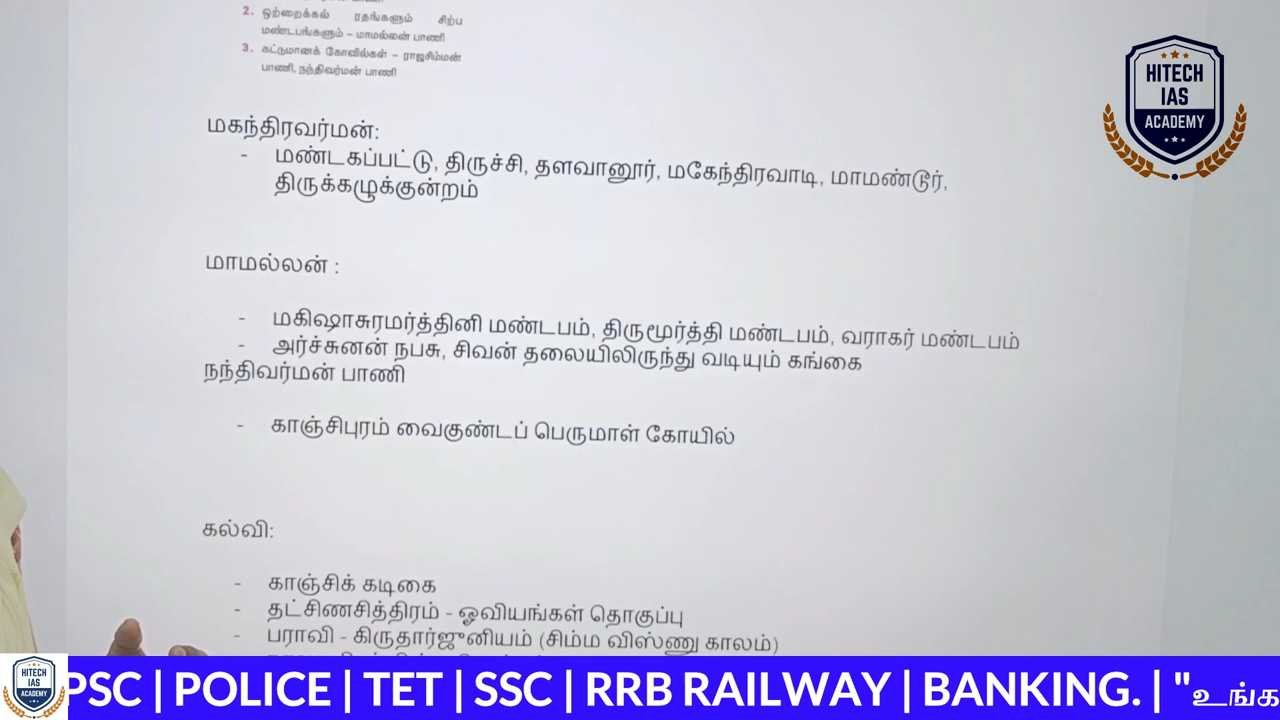 2. ஒற்றைக்கல் ரதங்களும் சிற்ப
மண்டபங்களும் – மாமல்லன் பாணி
3. கட்டுமானக் கோவில்கள் – ராஜசிம்மன்
பாணி, நந்திவர்மன் பாணி
மகந்திரவர்மன்:
- மண்டகப்பட்டு, திருச்சி, தளவானூர், மகேந்திரவாடி, மாமண்டூர்,
திருக்கழுக்குன்றம்
மாமல்லன் :
- மகிஷாசுரமர்த்தினி மண்டபம், திருமூர்த்தி மண்டபம், வராகர் மண்டபம்
- அர்ச்சுனன் நபசு, சிவன் தலையிலிருந்து வடியும் கங்கை
நந்திவர்மன் பாணி
- காஞ்சிபுரம் வைகுண்டப் பெருமாள் கோயில்
கல்வி:
- காஞ்சிக் கடிகை
- தட்சிணசித்திரம் - ஓவியங்கள் தொகுப்பு
- பராவி - கிருதார்ஜுனியம் (சிம்ம விஸ்ணு காலம்)
HITECH
IAS
ACADEMY
HITECH
IAS
ACADEMY
PSC | POLICE | TET | SSC | RRB RAILWAY | BANKING. | "உங்க